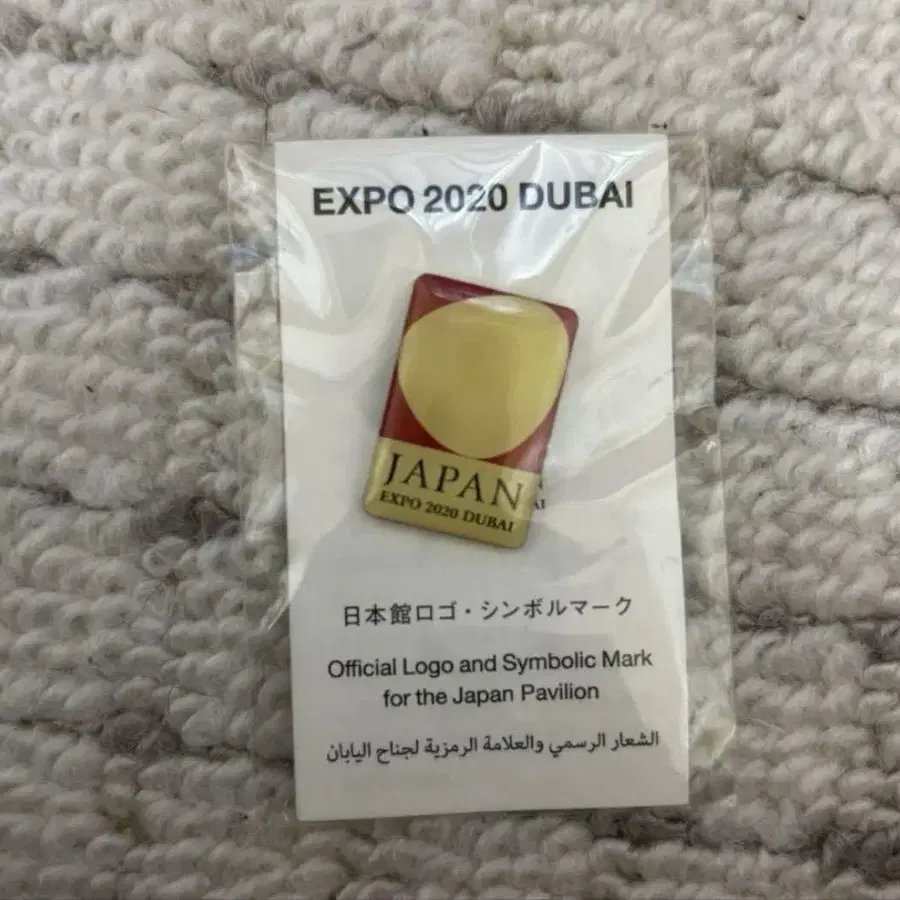 EXPO 2020 DUBAI
JAPAN
EXPO 2020 DUBAI
AI
日本館ロゴ・シンボルマーク
Official Logo and Symbolic Mark
for the Japan Pavilion
الشعار الرسمي والعلامة الرمزية لجناح اليابان